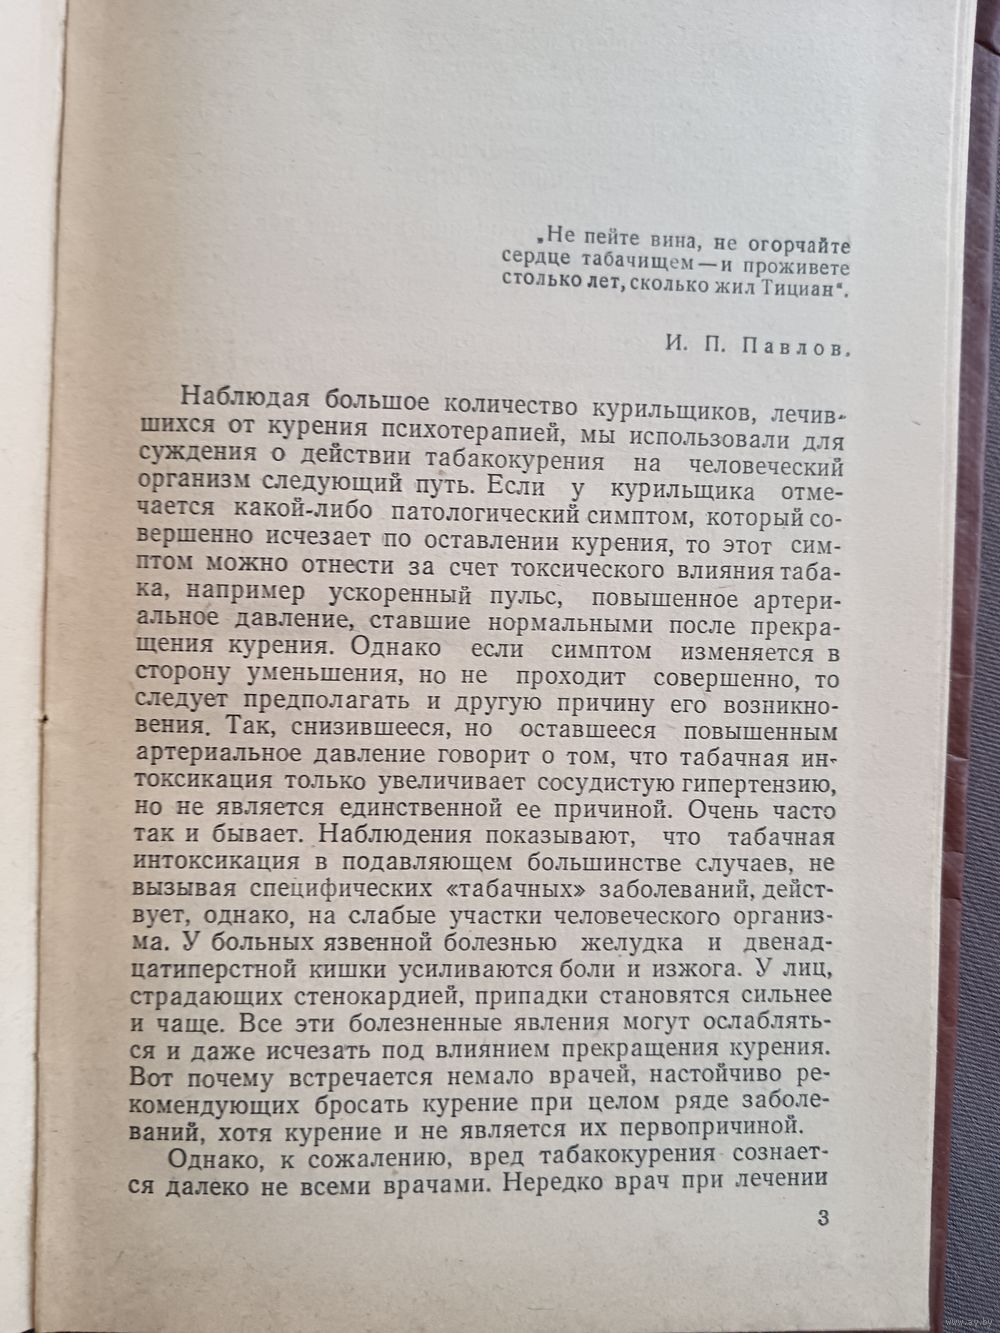 „Не пейте вина, не огорчайте
сердце табачищем — и проживете
столько лет, сколько жил Тициан“.
И. П. Павлов.
Наблюдая большое количество курильщиков, лечив-
шихся от курения психотерапией, мы использовали для
суждения о действии табакокурения на человеческий
организм следующий путь. Если у курильщика отме-
чается какой-либо патологический симптом, который со-
вершенно исчезает по оставлении курения, то этот сим-
птом можно отнести за счет токсического влияния таба-
ка, например ускоренный пульс, повышенное артери-
альное давление, ставшие нормальными после прекра-
щения курения. Однако если симптом изменяется в
сторону уменьшения, но не проходит совершенно, то
следует предполагать и другую причину его возникно-
вения. Так, снизившееся, но оставшееся повышенным
артериальное давление говорит о том, что табачная ин-
токсикация только увеличивает сосудистую гипертензию,
но не является единственной ее причиной. Очень часто
так и бывает. Наблюдения показывают, что табачная
интоксикация в подавляющем большинстве случаев, не
вызывая специфических «табачных» заболеваний, дейст-
вует, однако, на слабые участки человеческого организ-
ма. У больных язвенной болезнью желудка и двенад-
цатиперстной кишки усиливаются боли и изжога. У лиц,
страдающих стенокардией, припадки становятся сильнее
и чаще. Все эти болезненные явления могут ослаблять-
ся и даже исчезать под влиянием прекращения курения.
Вот почему встречается немало врачей, настойчиво ре-
комендующих бросать курение при целом ряде заболе-
ваний, хотя курение и не является их первопричиной.
Однако, к сожалению, вред табакокурения сознает-
ся далеко не всеми врачами. Нередко врач при лечении
3
www.ay.by